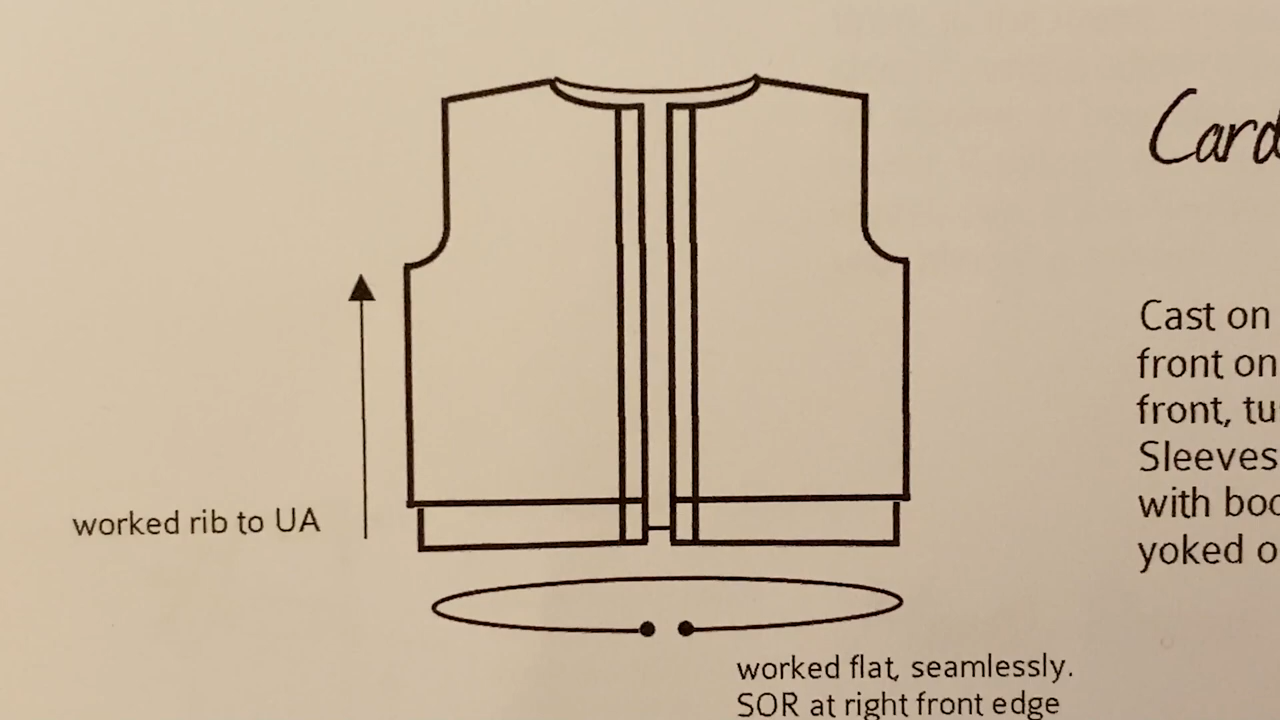 Card
Cast on
front on
front, tu
Sleeves
with bod
yoked o
worked rib to UA
worked flat, seamlessly.
SOR at right front edge